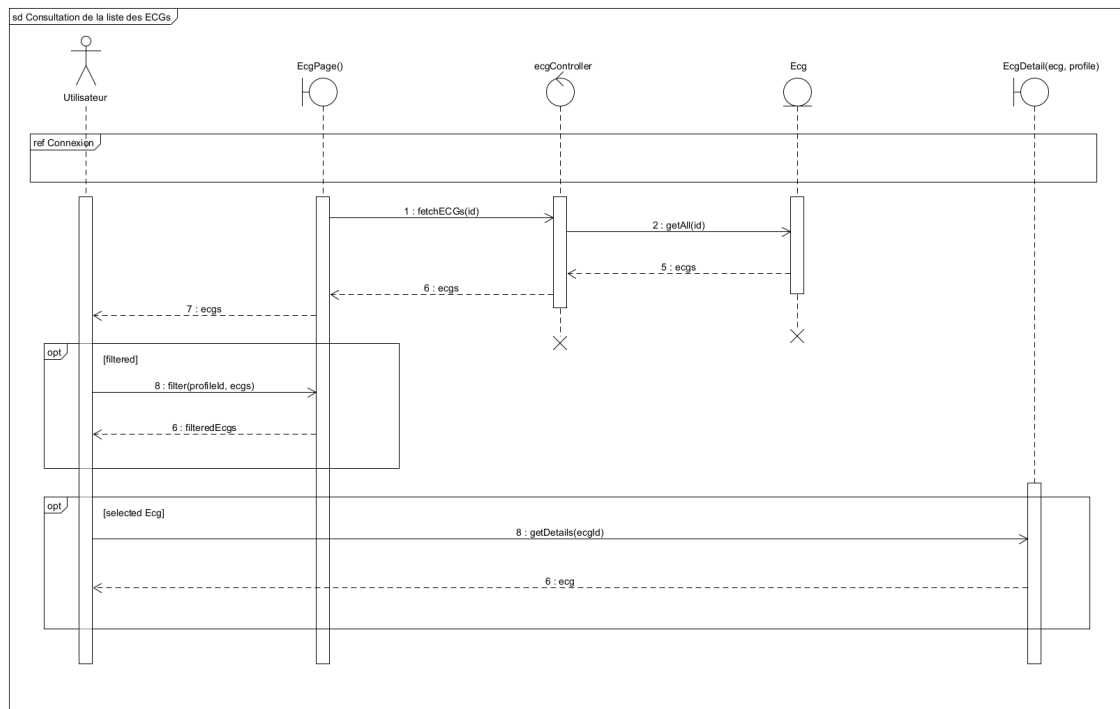 sd Consultation de la liste des ECGs
Utilisateur
EcgPage()
ecgController
Ecg
EcgDetail(ecg, profile)
ref Connexion
1 : fetchECGs(id)
2 : getAll(id)
5 : ecgs
6 : ecgs
7 : ecgs
opt
[filtered]
8 : filter(profileId, ecgs)
6 : filteredEcgs
opt
[selected Ecg]
8 : getDetails(ecgId)
6 : ecg